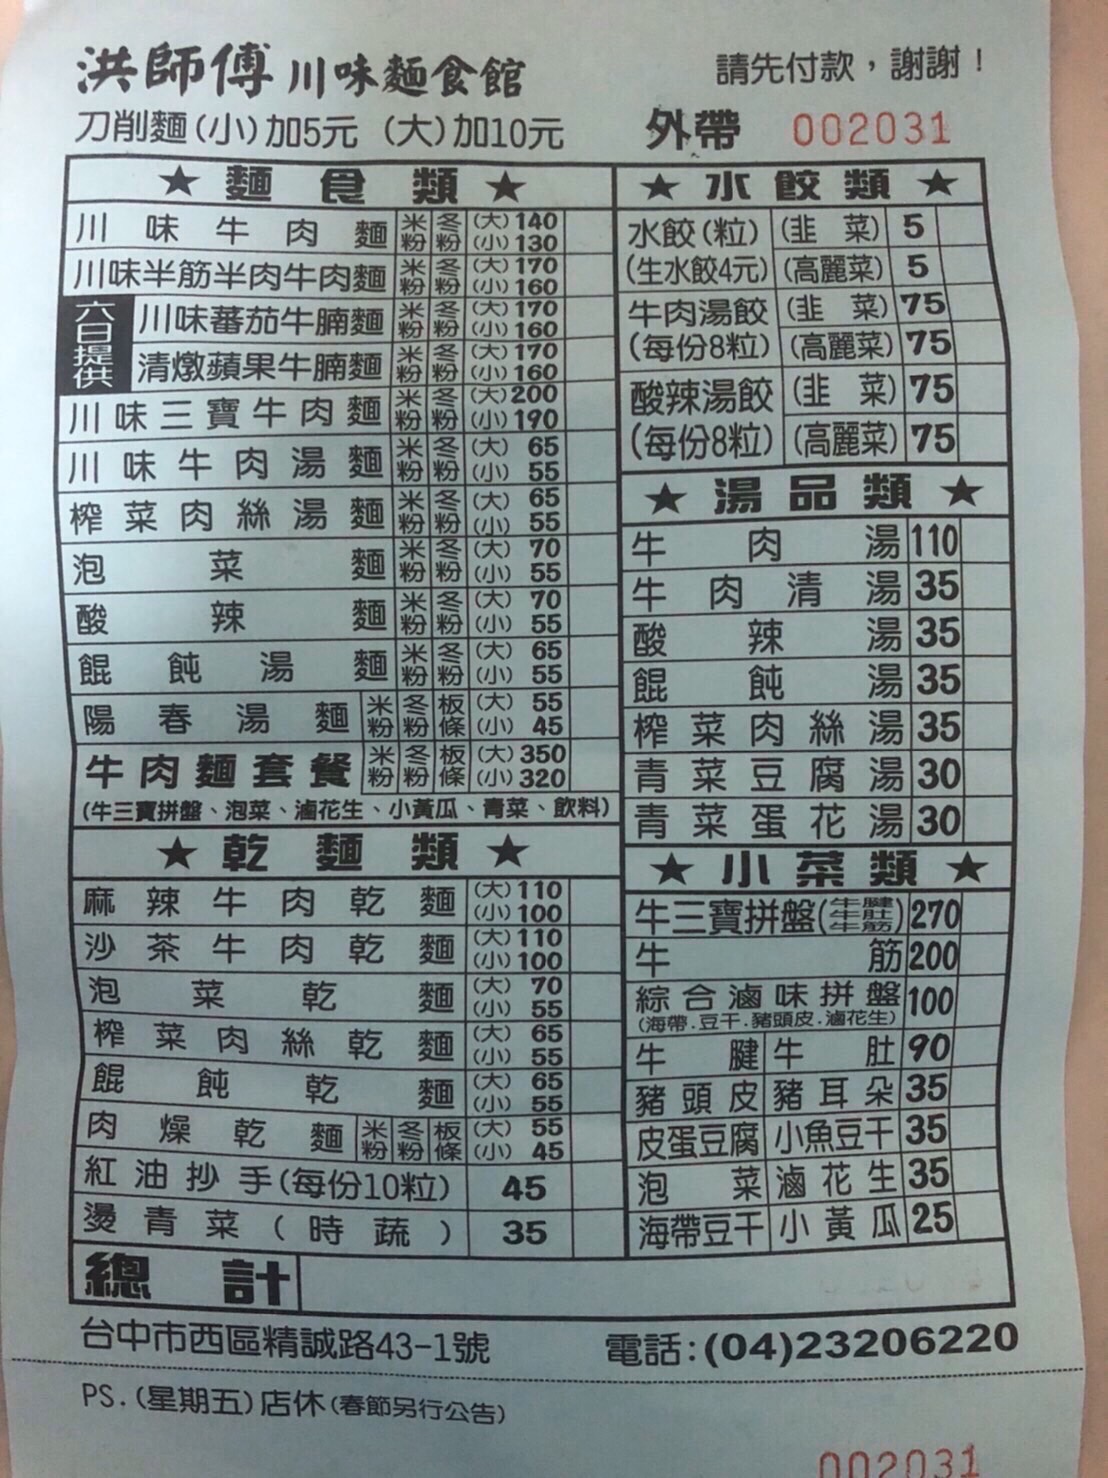 洪師傅川味麵食館
請先付款，謝謝！
刀削麵(小)加5元 (大)加10元
外帶 002031
★ 麵食類 ★
川味牛肉麵 米粉 冬粉 (大)140 (小)130
川味半筋半肉牛肉麵 米粉 冬粉 (大)170 (小)160
六日提供
川味蕃茄牛腩麵 米粉 冬粉 (大)170 (小)160
清燉蘋果牛腩麵 米粉 冬粉 (大)170 (小)160
川味三寶牛肉麵 米粉 冬粉 (大)200 (小)190
川味牛肉湯麵 米粉 冬粉 (大)65 (小)55
榨菜肉絲湯麵 米粉 冬粉 (大)65 (小)55
泡菜麵 米粉 冬粉 (大)70 (小)55
酸辣麵 米粉 冬粉 (大)70 (小)55
餛飩湯麵 米粉 冬粉 (大)65 (小)55
陽春湯麵 米粉 冬粉 板條 (大)55 (小)45
牛肉麵套餐 米粉 冬粉 板條 (大)350 (小)320
(牛三寶拼盤、泡菜、滷花生、小黃瓜、青菜、飲料)
★ 乾麵類 ★
麻辣牛肉乾麵 (大)110 (小)100
沙茶牛肉乾麵 (大)110 (小)100
泡菜乾麵 (大)70 (小)55
榨菜肉絲乾麵 (大)65 (小)55
餛飩乾麵 (大)65 (小)55
肉燥乾麵 米粉 冬粉 板條 (大)55 (小)45
紅油抄手(每份10粒) 45
燙青菜(時蔬) 35
★ 水餃類 ★
水餃(粒) (韭菜) 5
(生水餃4元) (高麗菜) 5
牛肉湯餃 (韭菜) 75
(每份8粒) (高麗菜) 75
酸辣湯餃 (韭菜) 75
(每份8粒) (高麗菜) 75
★ 湯品類 ★
牛肉湯 110
牛肉清湯 35
酸辣湯 35
餛飩湯 35
榨菜肉絲湯 35
青菜豆腐湯 30
青菜蛋花湯 30
★ 小菜類 ★
牛三寶拼盤(牛腱 牛肚 牛筋) 270
牛筋 200
綜合滷味拼盤 100
(海帶.豆干.豬頭皮.滷花生)
牛腱 牛肚 90
豬頭皮 豬耳朵 35
皮蛋豆腐 小魚豆干 35
泡菜 滷花生 35
海帶豆干 小黃瓜 25
總計
台中市西區精誠路43-1號
電話:(04)23206220
PS.(星期五)店休(春節另行公告)
002031